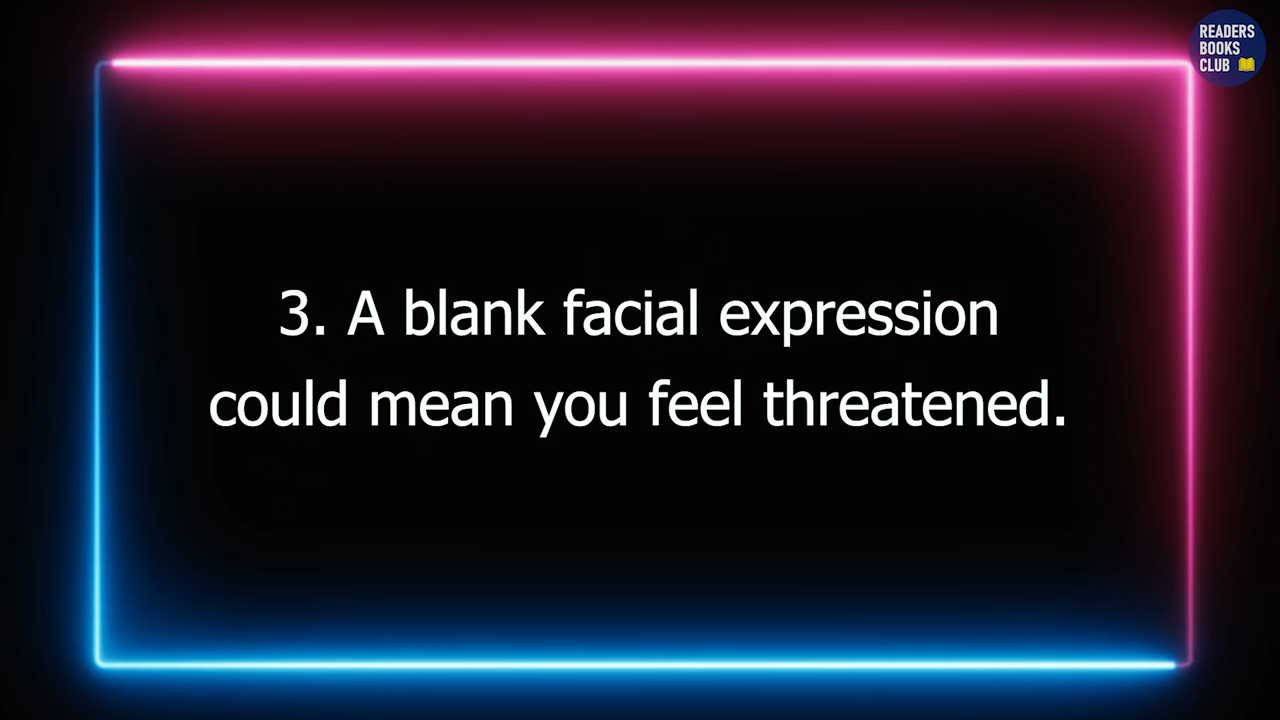 READERS
BOOKS
CLUB
3. A blank facial expression
could mean you feel threatened.